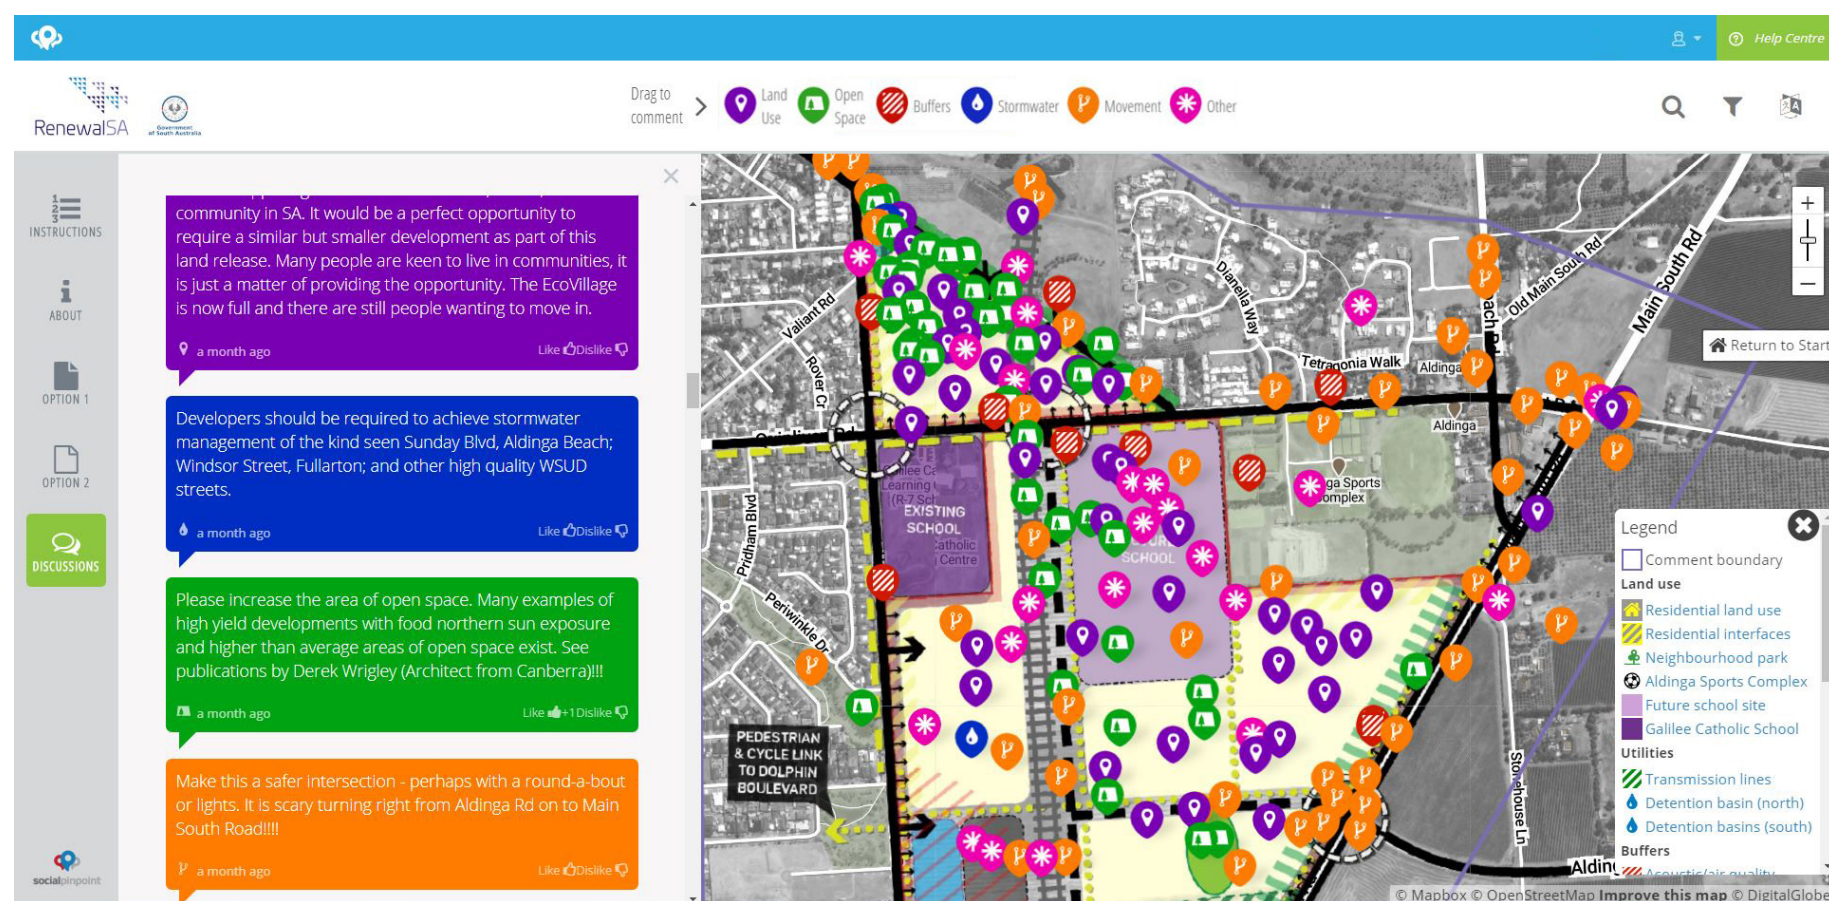 Help Centre
RenewalSA
Government
of South Australia
Drag to
comment
Land
Use
Open
Space
Buffers
Stormwater
Movement
Other
INSTRUCTIONS
ABOUT
OPTION 1
OPTION 2
DISCUSSIONS
socialpinpoint
community in SA. It would be a perfect opportunity to
require a similar but smaller development as part of this
land release. Many people are keen to live in communities, it
is just a matter of providing the opportunity. The EcoVillage
is now full and there are still people wanting to move in.
a month ago
Like Dislike
Developers should be required to achieve stormwater
management of the kind seen Sunday Blvd, Aldinga Beach;
Windsor Street, Fullarton; and other high quality WSUD
streets.
a month ago
Like Dislike
Please increase the area of open space. Many examples of
high yield developments with food northern sun exposure
and higher than average areas of open space exist. See
publications by Derek Wrigley (Architect from Canberra)!!!
a month ago
Like +1Dislike
Make this a safer intersection - perhaps with a round-a-bout
or lights. It is scary turning right from Aldinga Rd on to Main
South Road!!!!
a month ago
Like Dislike
Valiant Rd
Rover Cr
Dianella Way
Tetragonia Walk
Old Main South Rd
Main South Rd
Aldinga
Aldinga
Return to Start
EXISTING
SCHOOL
Catholic
Centre
SCHOOL
Pridham Blvd
Periwinkle Dr
PEDESTRIAN
& CYCLE LINK
TO DOLPHIN
BOULEVARD
Stonehouse Ln
Legend
Comment boundary
Land use
Residential land use
Residential interfaces
Neighbourhood park
Aldinga Sports Complex
Future school site
Galilee Catholic School
Utilities
Transmission lines
Detention basin (north)
Detention basins (south)
Buffers
Acoustic/air quality
© Mapbox © OpenStreetMap Improve this map © DigitalGlobe